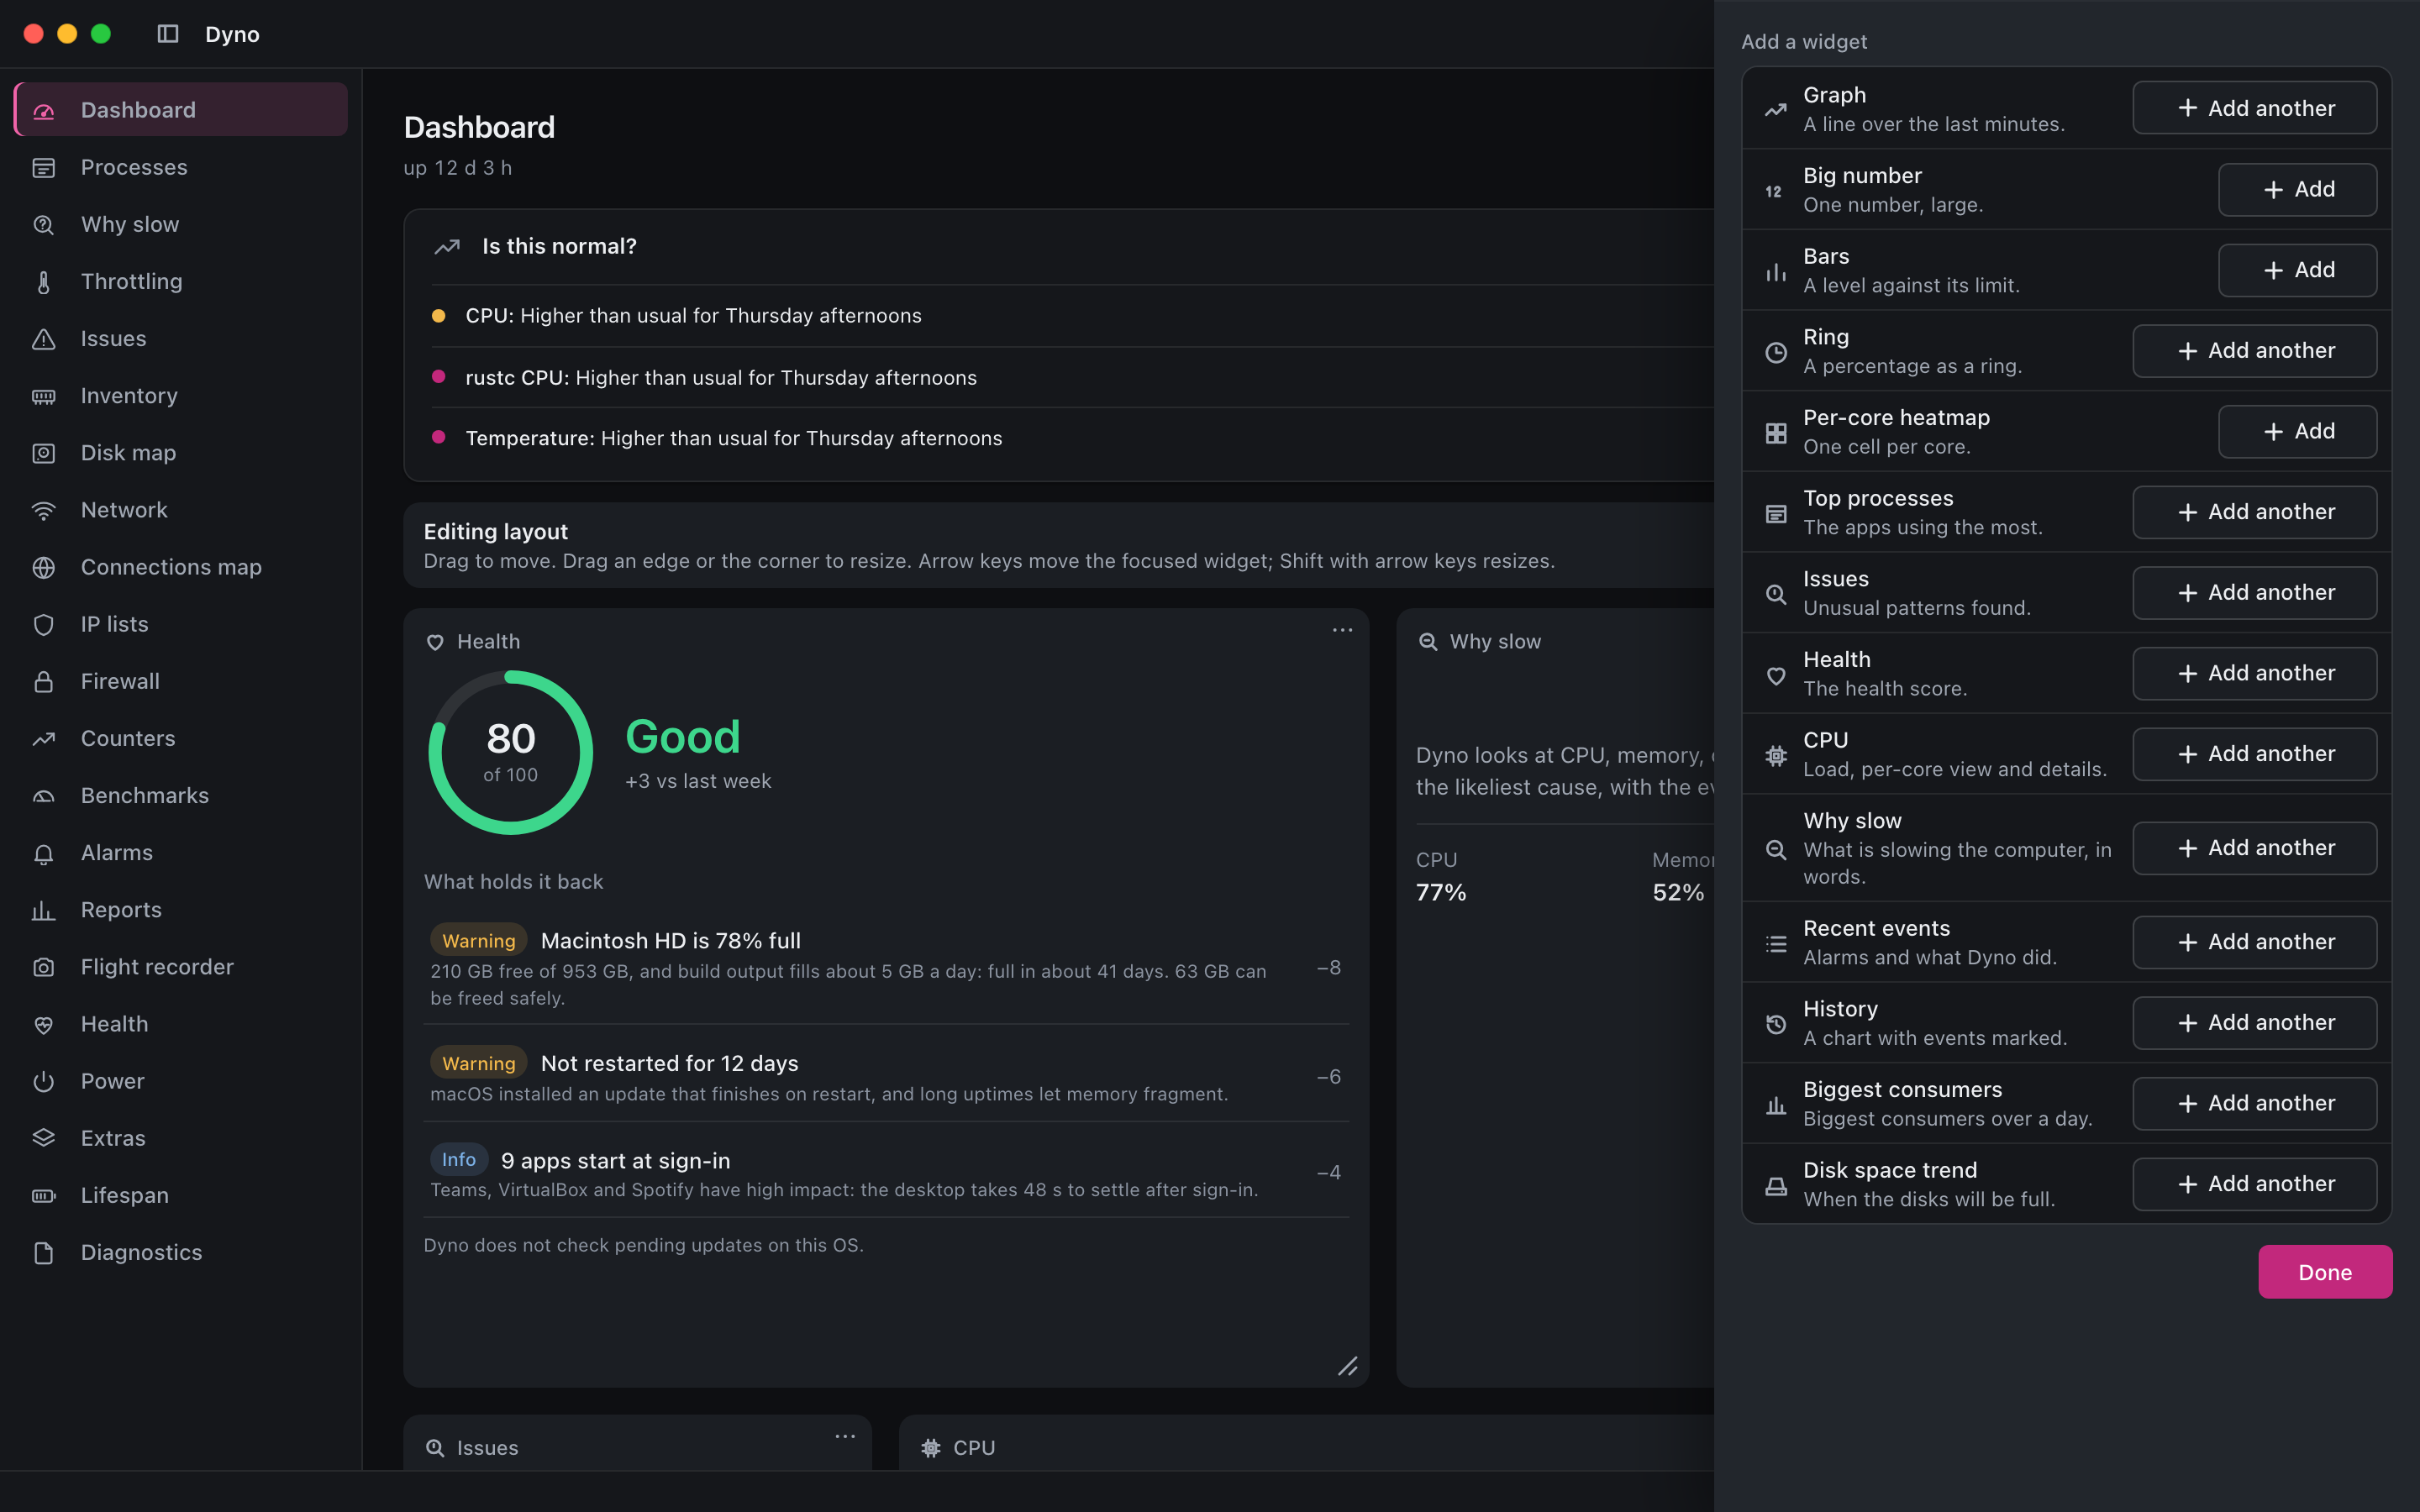 Dyno
Dashboard
Processes
Why slow
Throttling
Issues
Inventory
Disk map
Network
Connections map
IP lists
Firewall
Counters
Benchmarks
Alarms
Reports
Flight recorder
Health
Power
Extras
Lifespan
Diagnostics
Dashboard
up 12 d 3 h
Is this normal?
CPU: Higher than usual for Thursday afternoons
rustc CPU: Higher than usual for Thursday afternoons
Temperature: Higher than usual for Thursday afternoons
Editing layout
Drag to move. Drag an edge or the corner to resize. Arrow keys move the focused widget; Shift with arrow keys resizes.
Health
80
of 100
Good
+3 vs last week
What holds it back
Warning Macintosh HD is 78% full
210 GB free of 953 GB, and build output fills about 5 GB a day: full in about 41 days. 63 GB can
be freed safely.
−8
Warning Not restarted for 12 days
macOS installed an update that finishes on restart, and long uptimes let memory fragment.
−6
Info 9 apps start at sign-in
Teams, VirtualBox and Spotify have high impact: the desktop takes 48 s to settle after sign-in.
−4
Dyno does not check pending updates on this OS.
Why slow
Dyno looks at CPU, memory,
the likeliest cause, with the
CPU
77%
52%
Issues
CPU
Add a widget
Graph
A line over the last minutes.
Add another
12
Big number
One number, large.
Add
Bars
A level against its limit.
Add
Ring
A percentage as a ring.
Add another
Per-core heatmap
One cell per core.
Add
Top processes
The apps using the most.
Add another
Issues
Unusual patterns found.
Add another
Health
The health score.
Add another
CPU
Load, per-core view and details.
Add another
Why slow
What is slowing the computer, in
words.
Add another
Recent events
Alarms and what Dyno did.
Add another
History
A chart with events marked.
Add another
Biggest consumers
Biggest consumers over a day.
Add another
Disk space trend
When the disks will be full.
Add another
Done